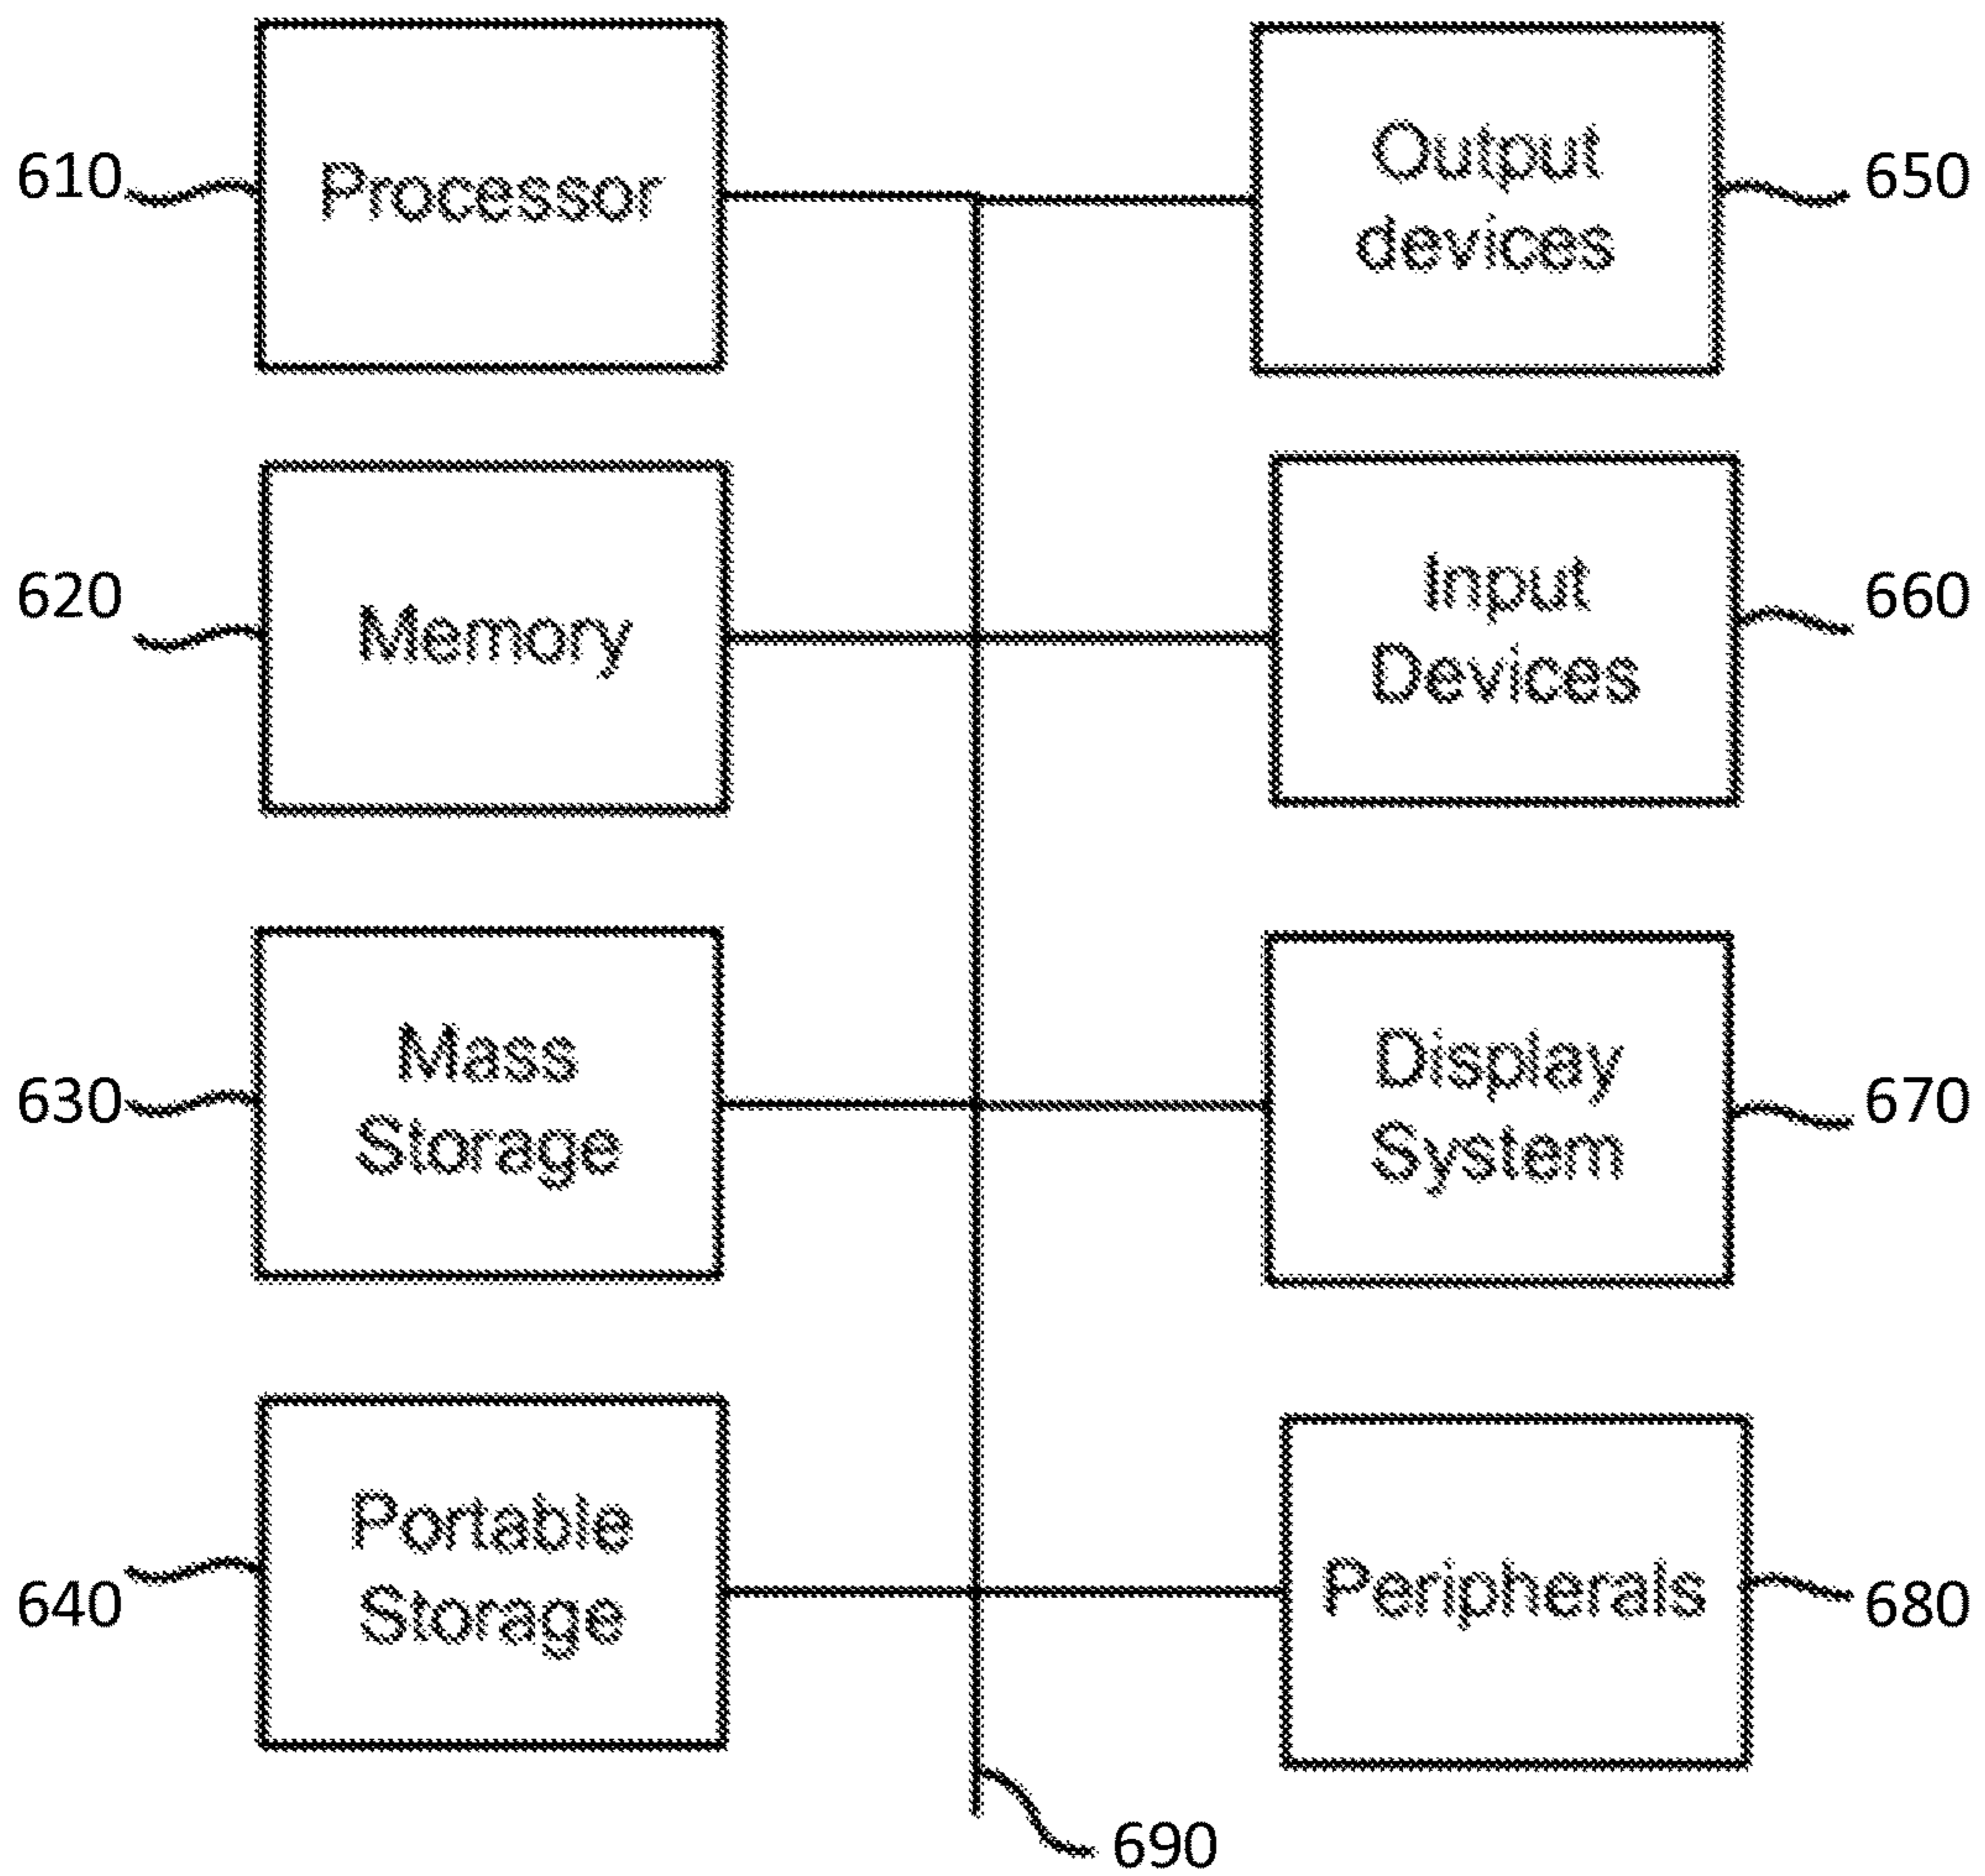 610
Processor
Output
devices
650
620
Memory
Input
Devices
660
630
Mass
Storage
Display
System
670
640
Portable
Storage
Peripherals
680
690